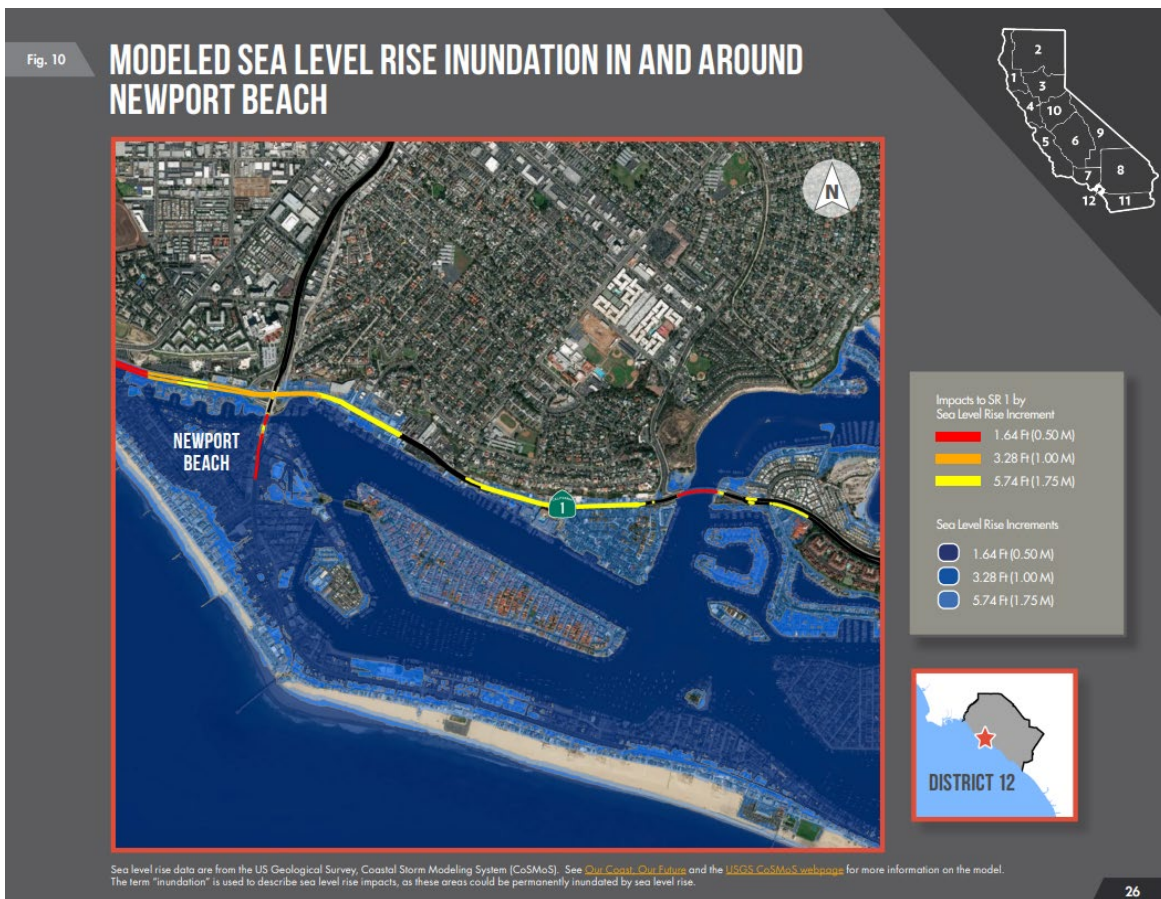 Fig. 10
MODELED SEA LEVEL RISE INUNDATION IN AND AROUND
NEWPORT BEACH
2
1
3
4
10
9
5
6
7
8
12
11
N
NEWPORT
BEACH
CALIFORNIA
1
Impacts to SR 1 by
Sea Level Rise Increment
1.64 Ft (0.50 M)
3.28 Ft (1.00 M)
5.74 Ft (1.75 M)
Sea Level Rise Increments
1.64 Ft (0.50 M)
3.28 Ft (1.00 M)
5.74 Ft (1.75 M)
DISTRICT 12
Sea level rise data are from the US Geological Survey, Coastal Storm Modeling System (CoSMoS). See Our Coast, Our Future and the USGS CoSMoS webpage for more information on the model.
The term “inundation” is used to describe sea level rise impacts, as these areas could be permanently inundated by sea level rise.
26